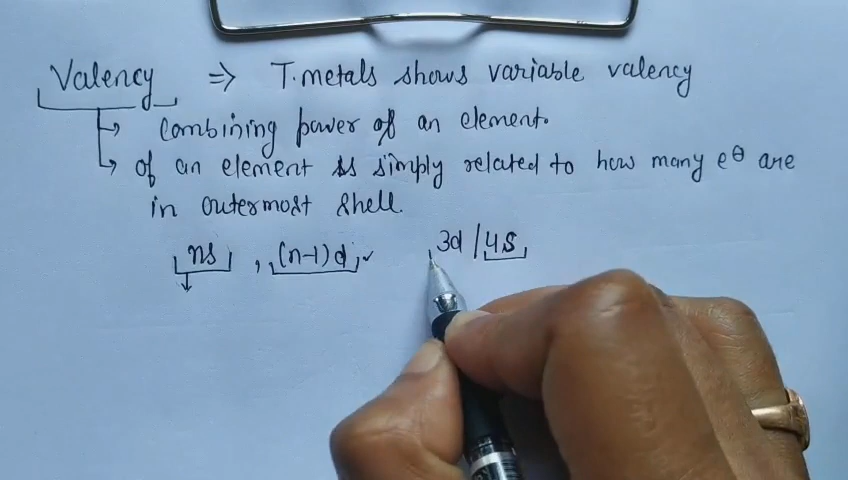 Valency ⇒ T.metals shows variable valency
↳ Combining power of an element.
↳ of an element is simply related to how many e⊖ are
in outermost shell.
ns , (n-1)d ✓ 3d / 4s